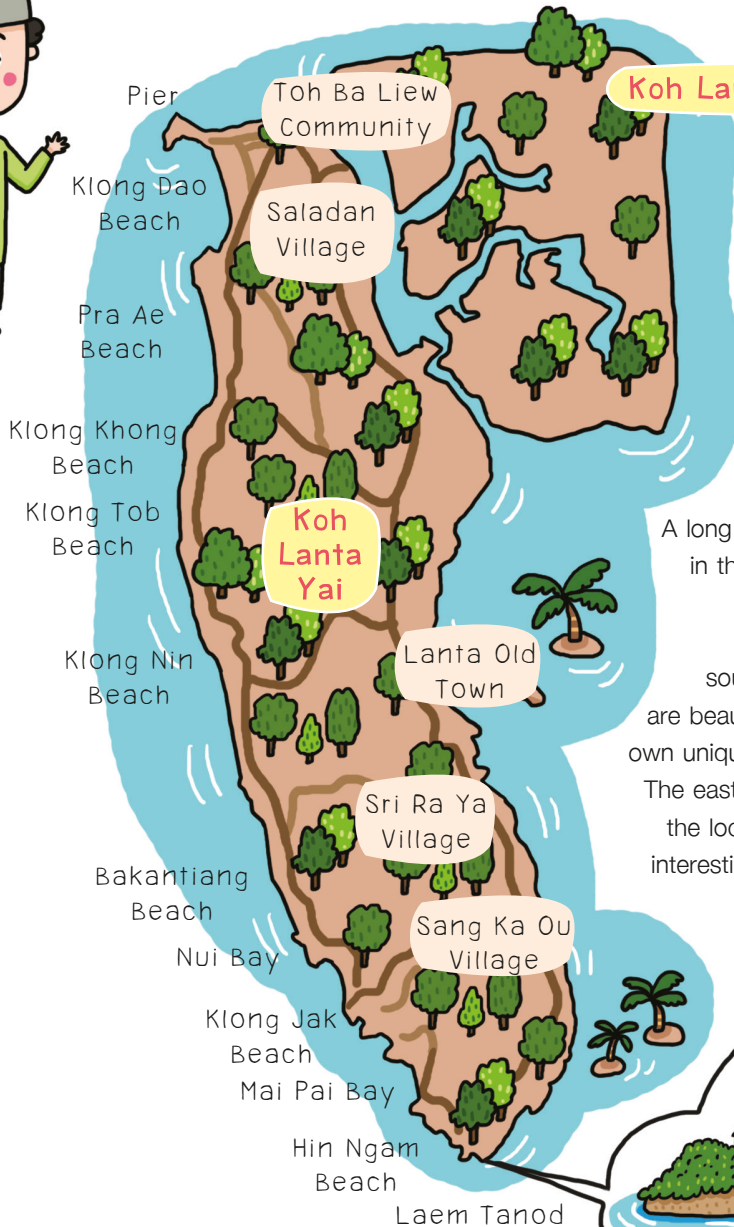 Pier
Toh Ba Liew
Community
Koh La
Klong Dao
Beach
Saladan
Village
Pra Ae
Beach
Klong Khong
Beach
Klong Tob
Beach
Koh
Lanta
Yai
Klong Nin
Beach
Lanta Old
Town
Sri Ra Ya
Village
Bakantiang
Beach
Sang Ka Ou
Village
Nui Bay
Klong Jak
Beach
Mai Pai Bay
Hin Ngam
Beach
Laem Tanod
A long
in th
sou
are beau
own uniqu
The east
the loc
interesti